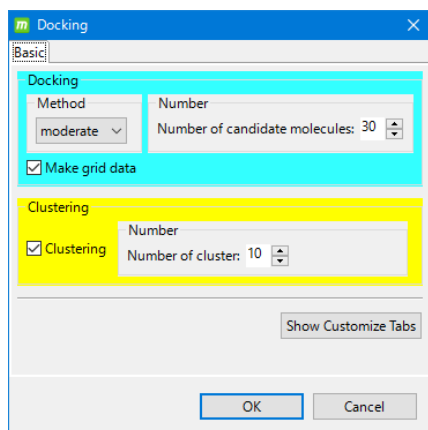 m Docking
Basic
Docking
Method
moderate
Number
Number of candidate molecules: 30
Make grid data
Clustering
Clustering
Number
Number of cluster: 10
Show Customize Tabs
OK
Cancel